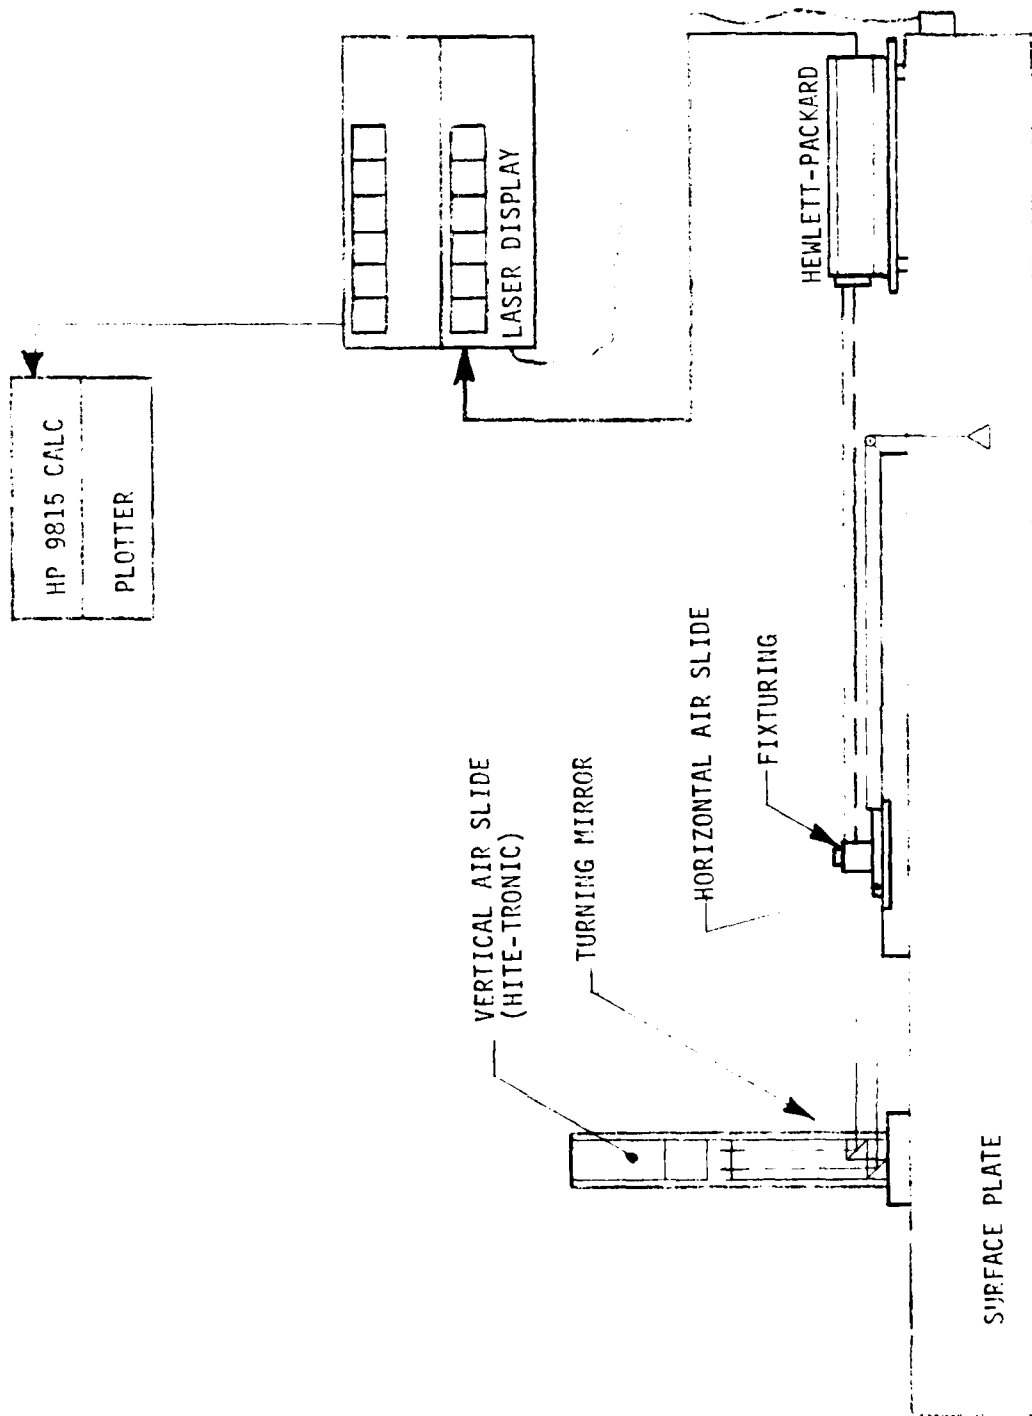 HP 9815 CALC
PLOTTER
LASER DISPLAY
HEWLETT-PACKARD
VERTICAL AIR SLIDE
(HITE-TRONIC)
TURNING MIRROR
HORIZONTAL AIR SLIDE
FIXTURING
SURFACE PLATE